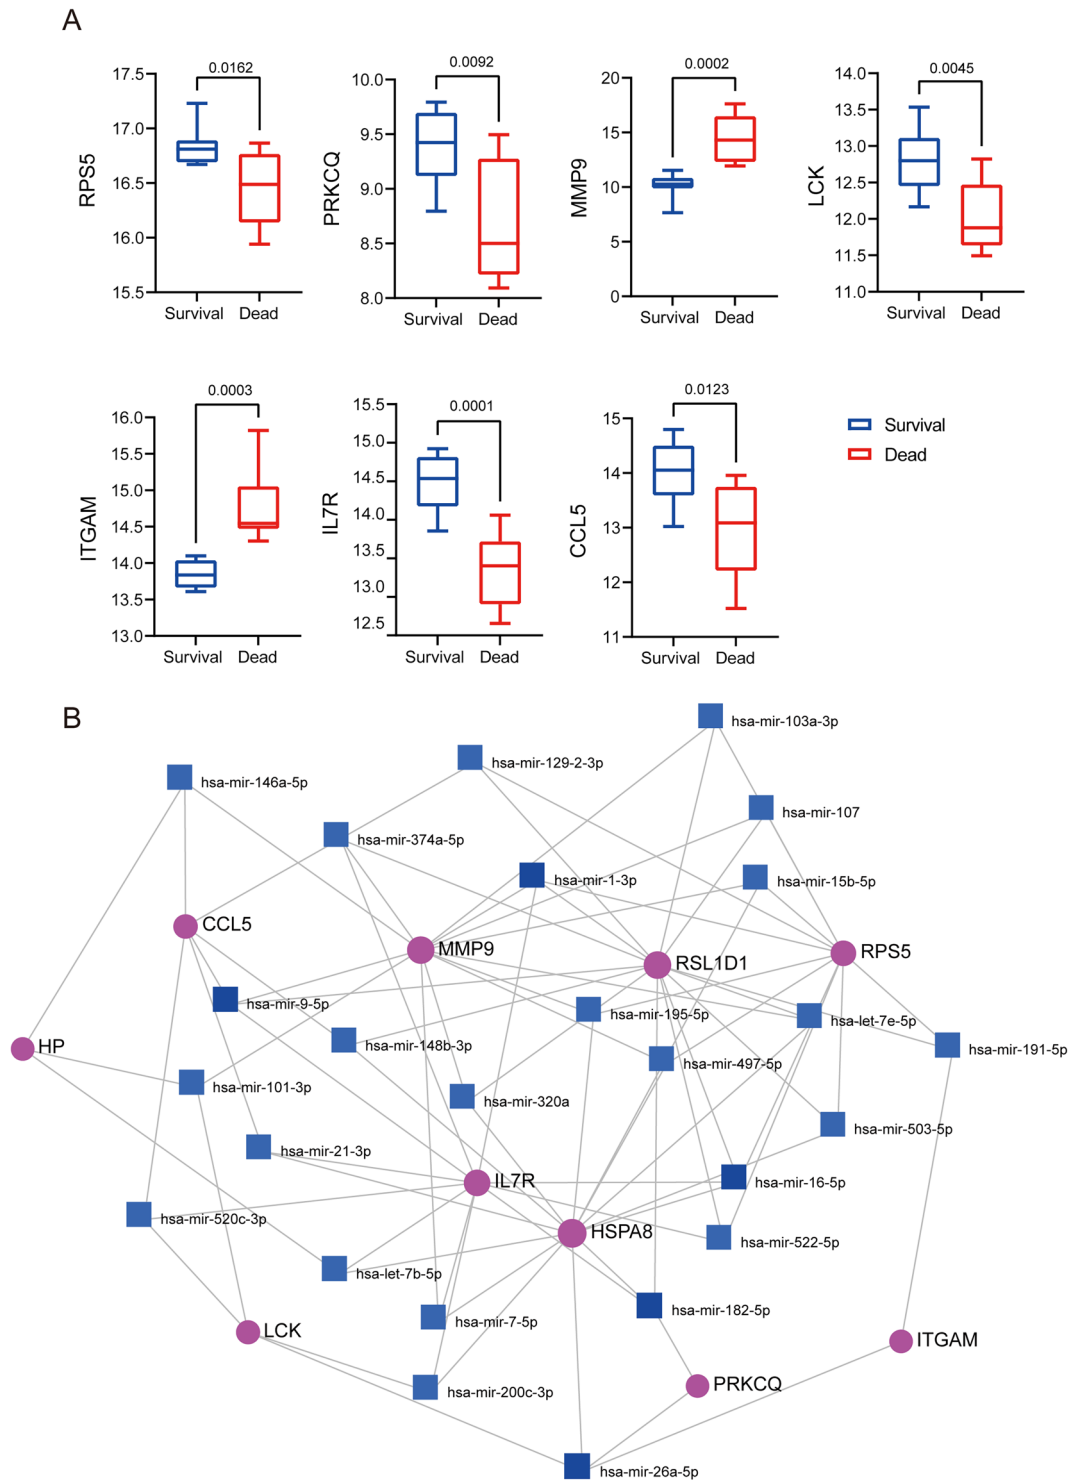 A
0.0162
17.5
17.0
16.5
16.0
15.5
RPS5
Survival Dead
0.0092
10.0
9.5
9.0
8.5
8.0
PRKCQ
Survival Dead
0.0002
20
15
10
5
0
MMP9
Survival Dead
0.0045
14.0
13.5
13.0
12.5
12.0
11.5
11.0
LCK
Survival Dead
0.0003
16.0
15.5
15.0
14.5
14.0
13.5
13.0
ITGAM
Survival Dead
0.0001
15.5
15.0
14.5
14.0
13.5
13.0
12.5
IL7R
Survival Dead
0.0123
15
14
13
12
11
CCL5
Survival Dead
Survival
Dead
B
hsa-mir-103a-3p
hsa-mir-129-2-3p
hsa-mir-146a-5p
hsa-mir-107
hsa-mir-374a-5p
hsa-mir-1-3p
hsa-mir-15b-5p
CCL5
MMP9
RSL1D1
RPS5
hsa-mir-9-5p
hsa-mir-195-5p
hsa-let-7e-5p
HP
hsa-mir-148b-3p
hsa-mir-191-5p
hsa-mir-497-5p
hsa-mir-101-3p
hsa-mir-320a
hsa-mir-503-5p
hsa-mir-21-3p
IL7R
hsa-mir-16-5p
hsa-mir-520c-3p
HSPA8
hsa-mir-522-5p
hsa-let-7b-5p
hsa-mir-182-5p
hsa-mir-7-5p
LCK
ITGAM
PRKCQ
hsa-mir-200c-3p
hsa-mir-26a-5p